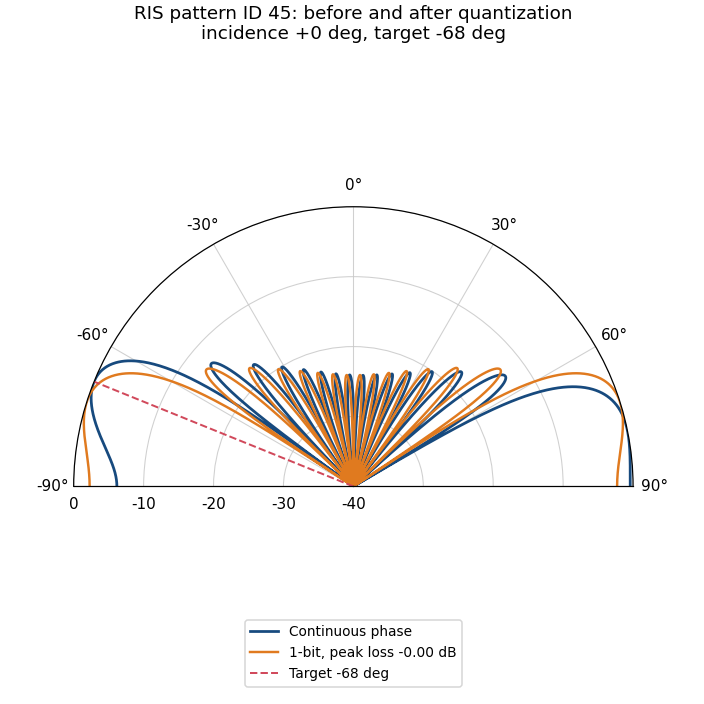 RIS pattern ID 45: before and after quantization
incidence +0 deg, target -68 deg
0°
-30°
30°
-60°
60°
-90°
90°
0
-10
-20
-30
-40
Continuous phase
1-bit, peak loss -0.00 dB
Target -68 deg